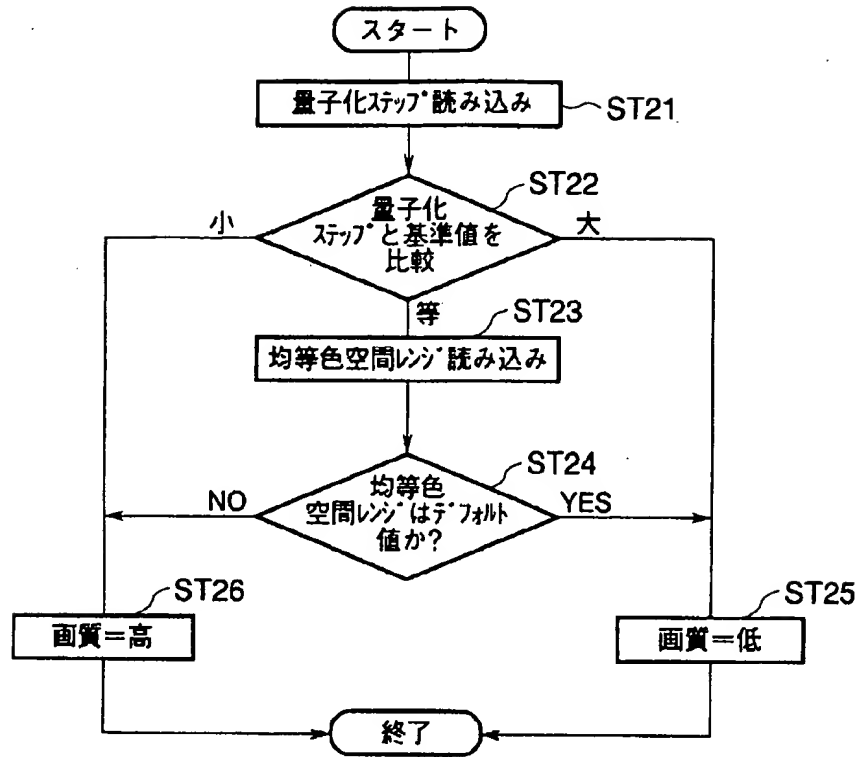 スタート
量子化ステップ読み込み
ST21
ST22
量子化
ステップと基準値を
比較
小
大
等
ST23
均等色空間レンジ読み込み
ST24
均等色
空間レンジはデフォルト
値か?
NO
YES
ST26
画質=高
ST25
画質=低
終了